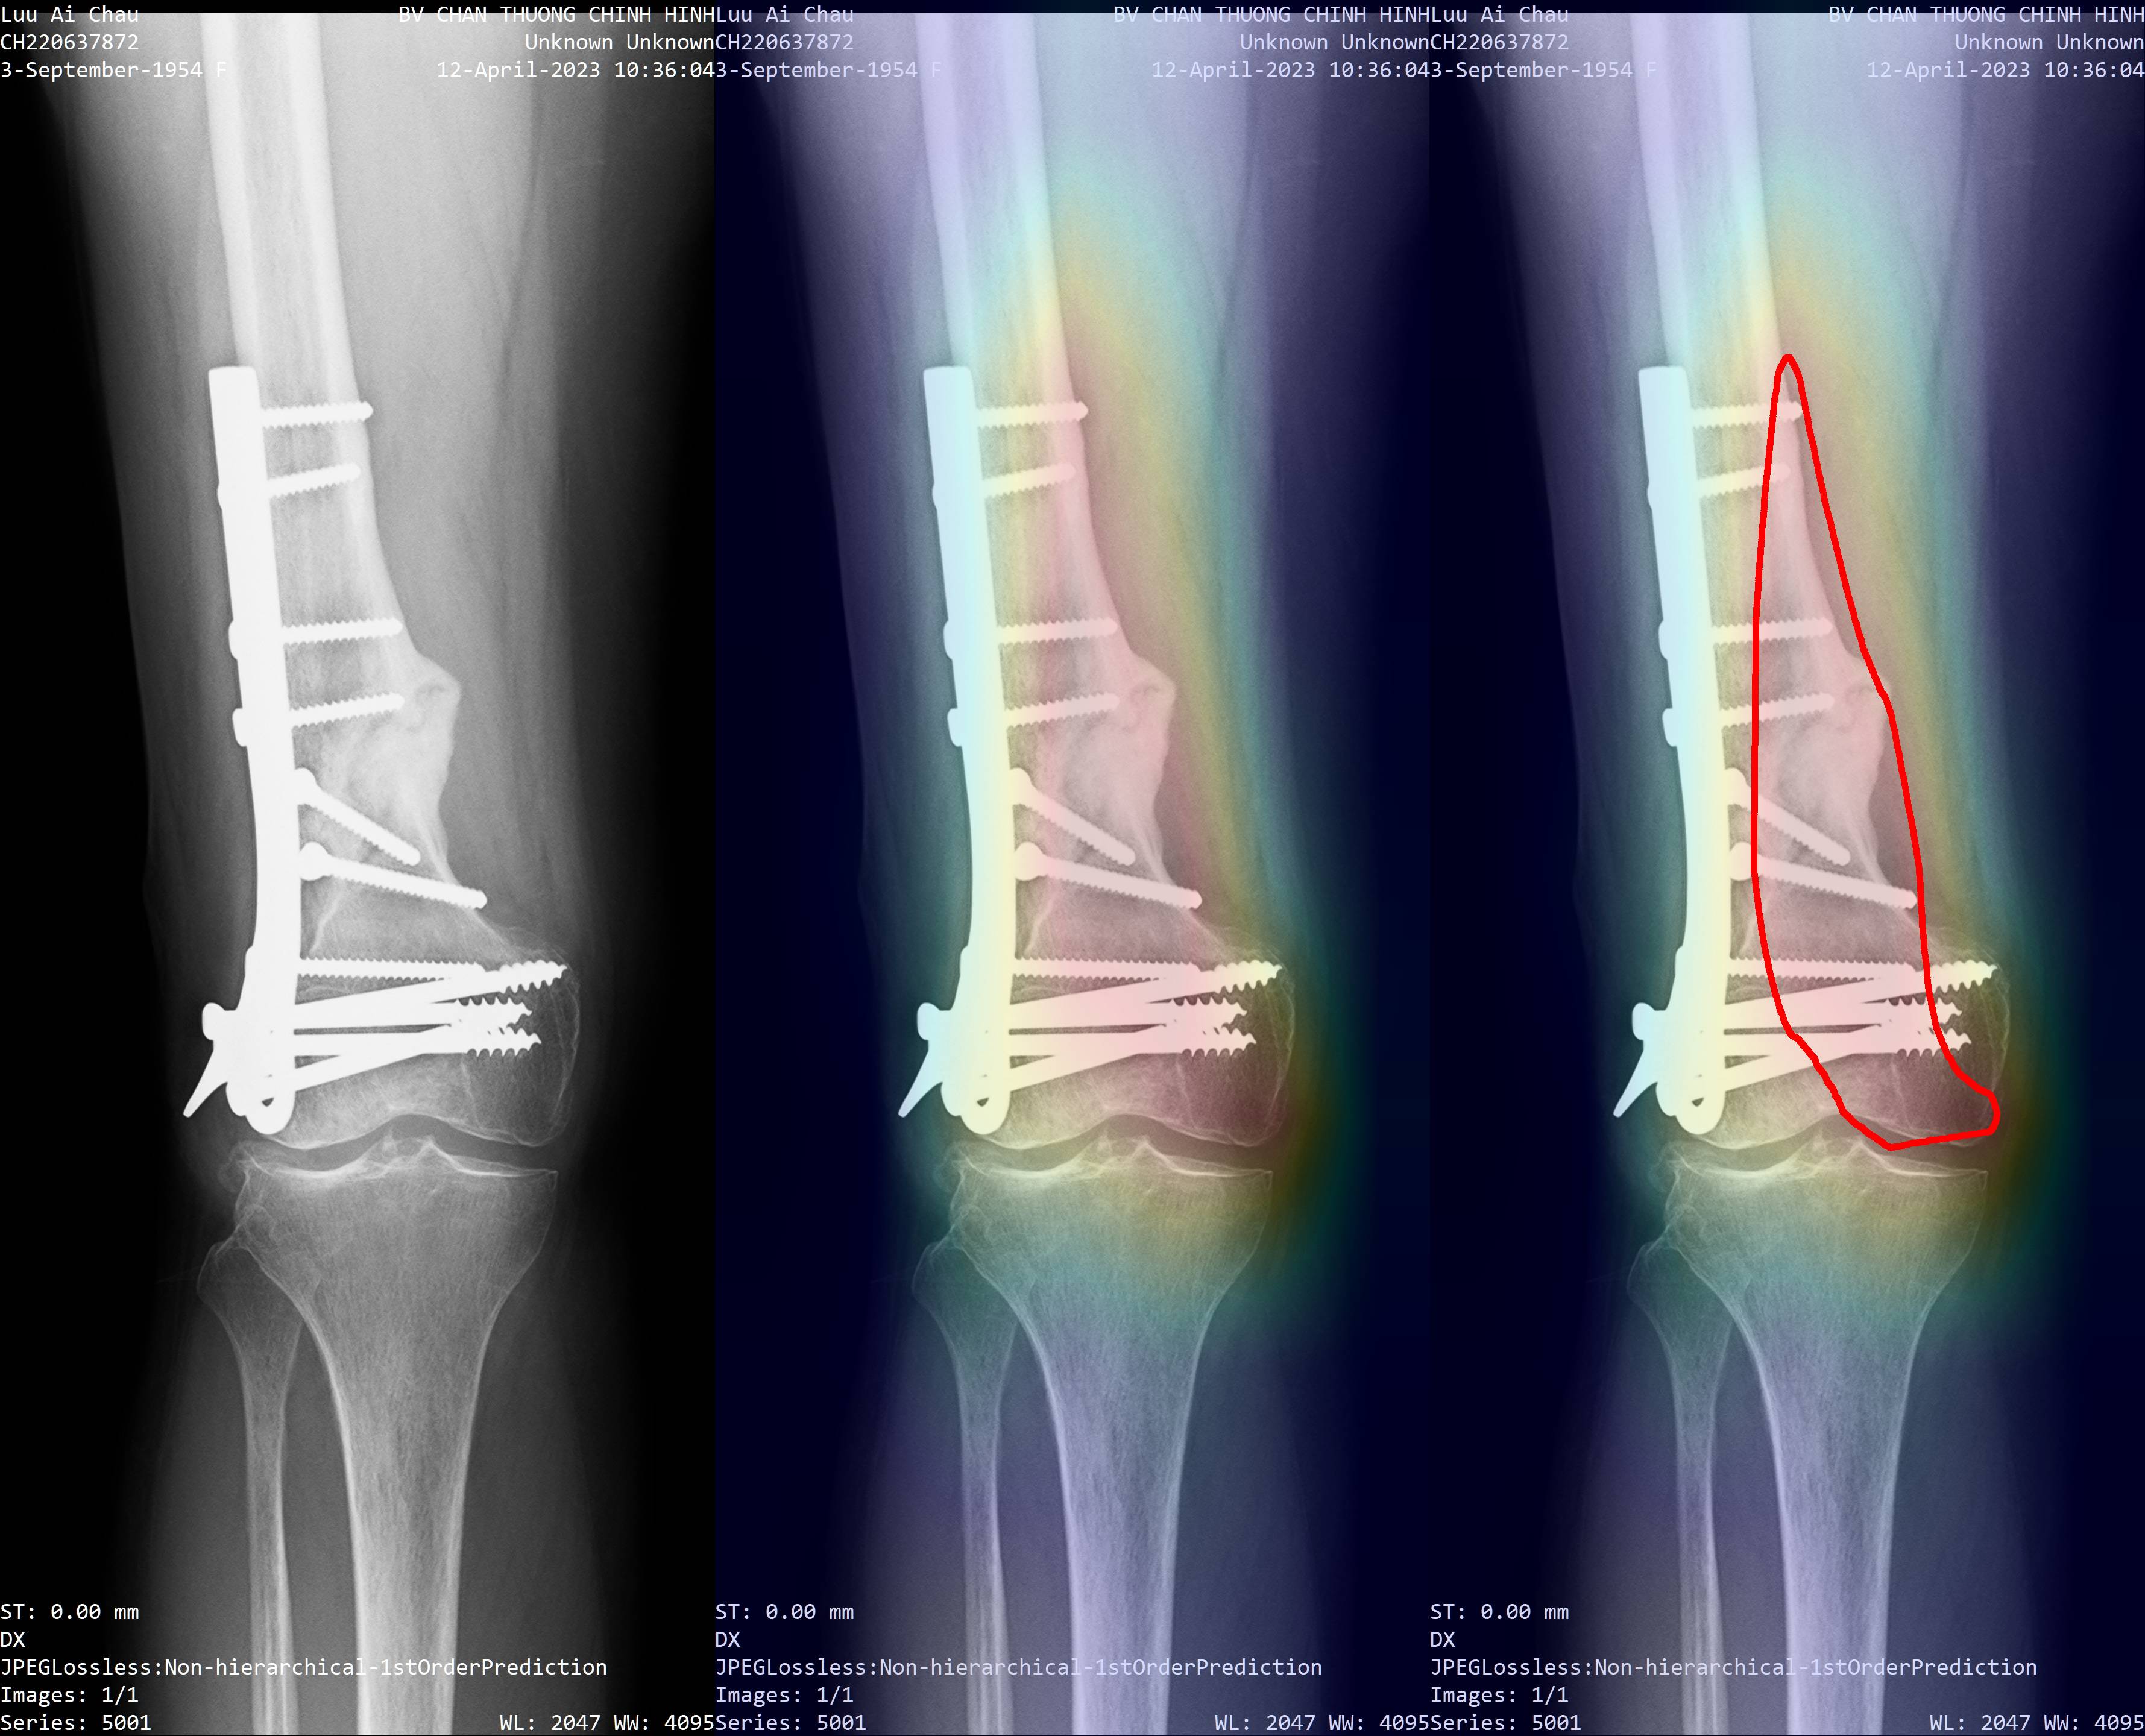 Luu Ai Chau
CH220637872
3-September-1954 F
BV CHAN THUONG CHINH HINH
Unknown Unknown
12-April-2023 10:36:04
ST: 0.00 mm
DX
JPEGLossless:Non-hierarchical-1stOrderPrediction
Images: 1/1
Series: 5001
WL: 2047 WW: 4095
Luu Ai Chau
CH220637872
3-September-1954 F
BV CHAN THUONG CHINH HINH
Unknown Unknown
12-April-2023 10:36:04
ST: 0.00 mm
DX
JPEGLossless:Non-hierarchical-1stOrderPrediction
Images: 1/1
Series: 5001
WL: 2047 WW: 4095
Luu Ai Chau
CH220637872
3-September-1954 F
BV CHAN THUONG CHINH HINH
Unknown Unknown
12-April-2023 10:36:04
ST: 0.00 mm
DX
JPEGLossless:Non-hierarchical-1stOrderPrediction
Images: 1/1
Series: 5001
WL: 2047 WW: 4095